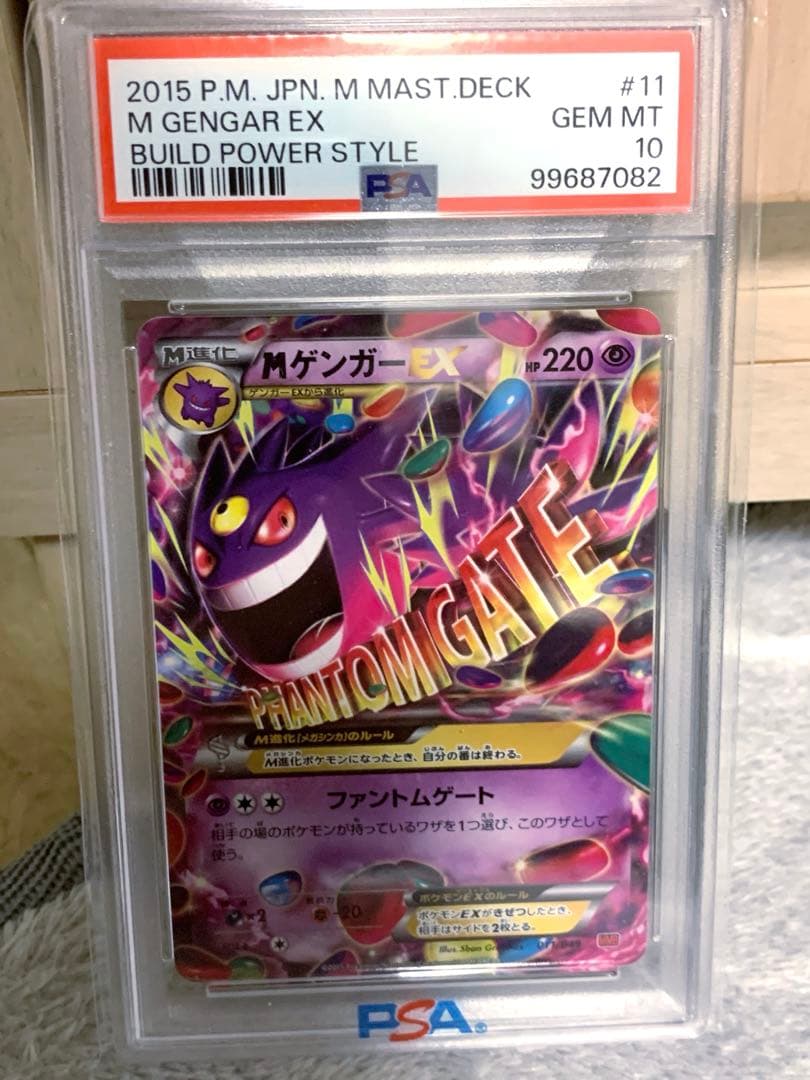 2015 P.M. JPN. M MAST.DECK #11
M GENGAR EX GEM MT
BUILD POWER STYLE 10
PSA 99687082
M進化 MゲンガーEX HP220
ゲンガーEXから進化
PHANTOM GATE
M進化「メガシンカ」のルール
M進化ポケモンになったとき、自分の番は終わる。
ファントムゲート
相手の場のポケモンが持っているワザを1つ選び、このワザとして
使う。
×2 -20
ポケモンEXのルール
ポケモンEXがきぜつしたとき、
相手はサイドを2枚とる。
Illus. 5ban Graphics 011/049
PSA